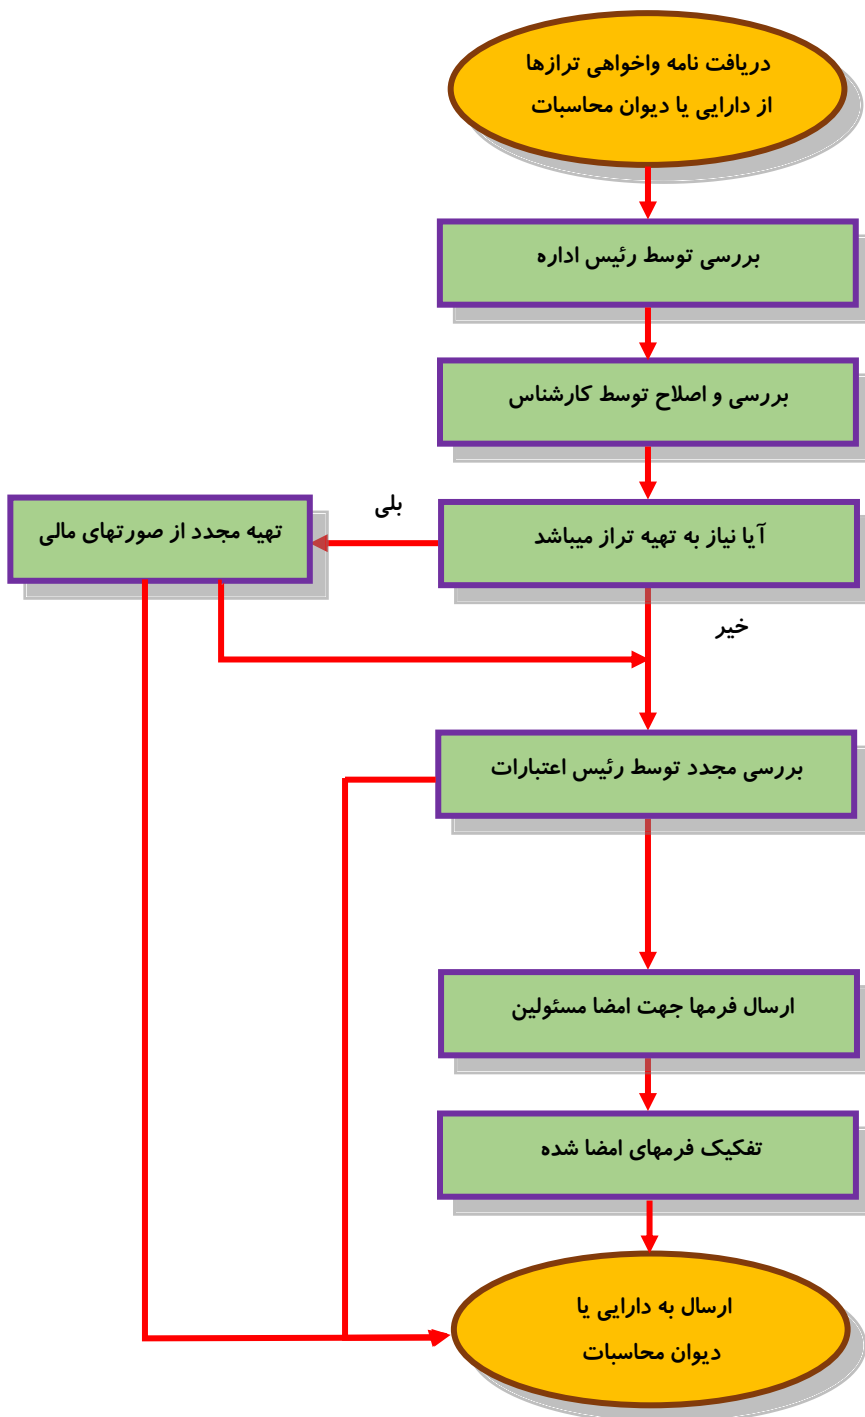 دریافت نامه واخواهی ترازها
از دارایی یا دیوان محاسبات
بررسی توسط رئیس اداره
بررسی و اصلاح توسط کارشناس
آیا نیاز به تهیه تراز میباشد
بلی
تهیه مجدد از صورتهای مالی
خیر
بررسی مجدد توسط رئیس اعتبارات
ارسال فرمها جهت امضا مسئولین
تفکیک فرمهای امضا شده
ارسال به دارایی یا
دیوان محاسبات